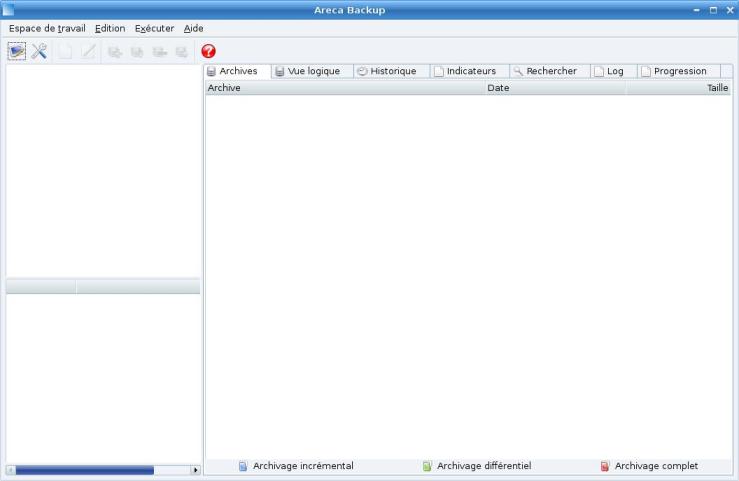 Areca Backup
Espace de travail Edition Exécuter Aide
Archives Vue logique Historique Indicateurs Rechercher Log Progression
Archive Date Taille
Archivage incrémental Archivage différentiel Archivage complet